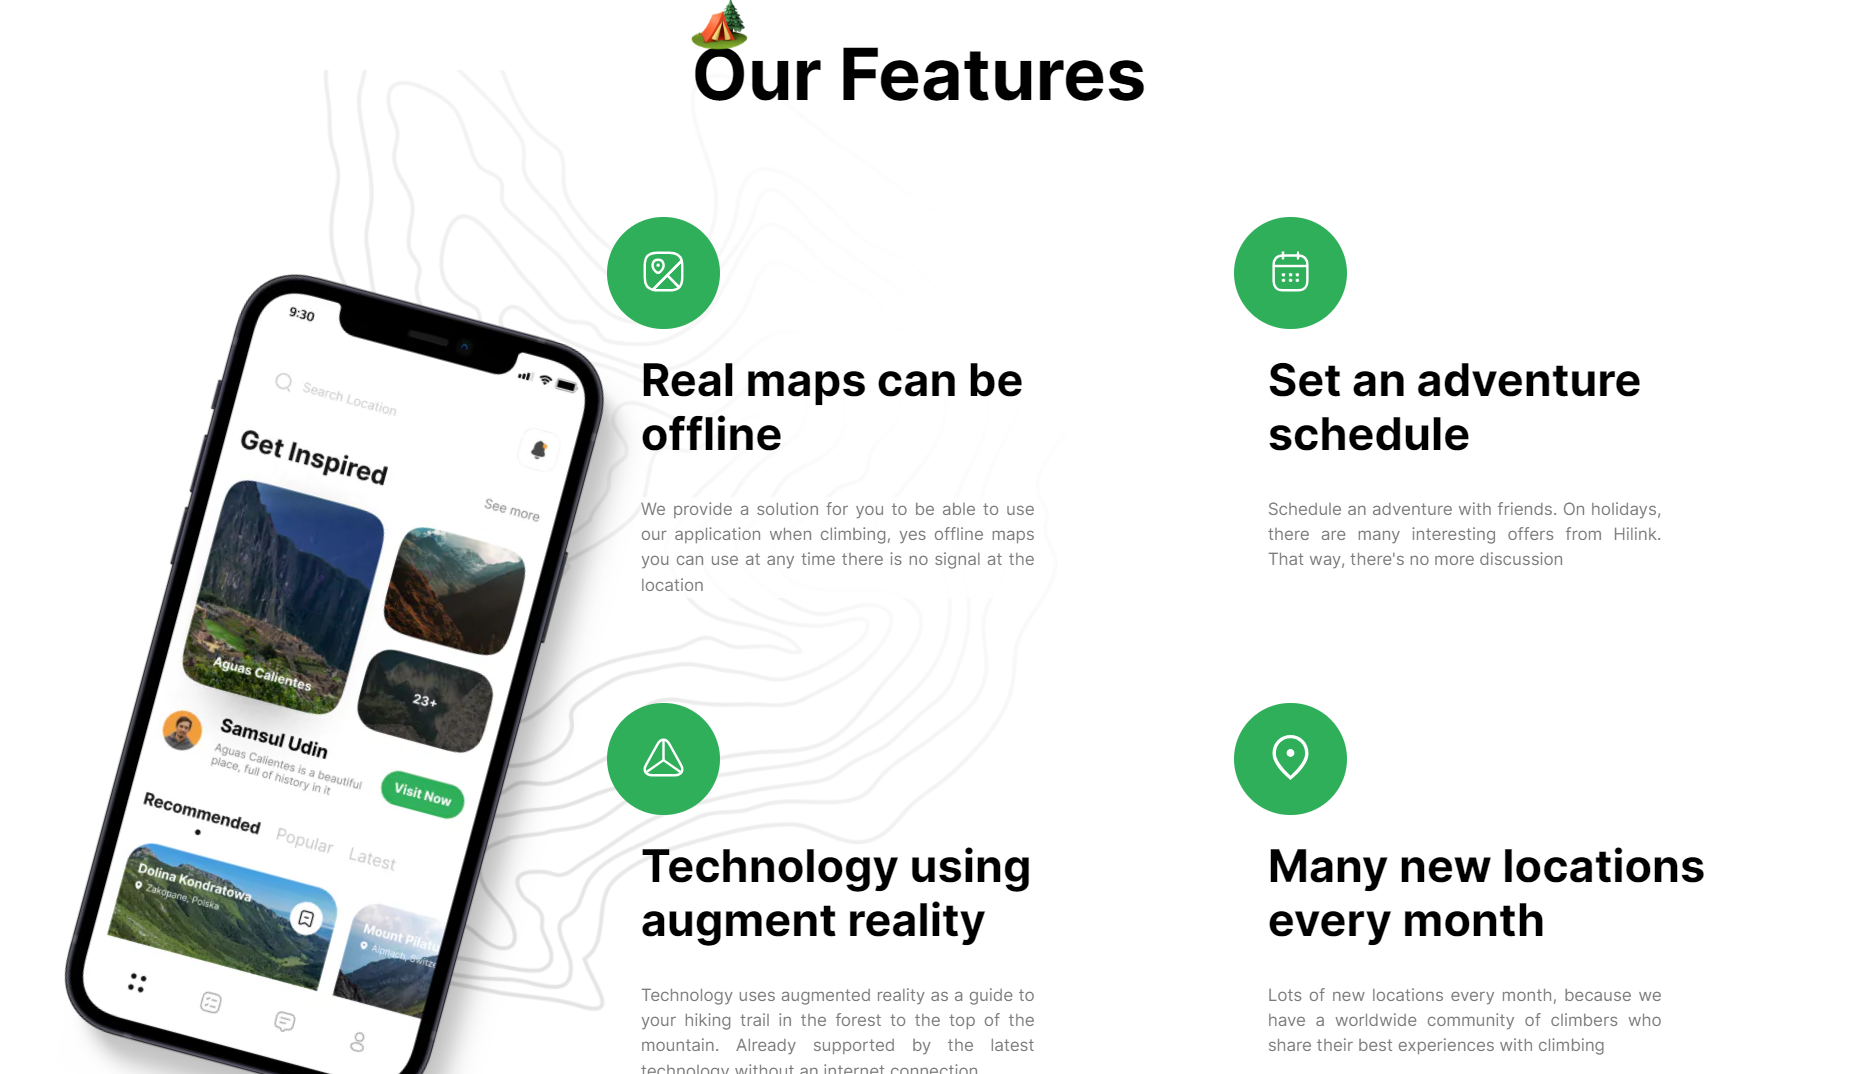 Our Features
9:30
Search Location
Get Inspired
See more
Aguas Calientes
23+
Samsul Udin
Aguas Calientes is a beautiful
place, full of history in it
Visit Now
Recommended
Popular
Latest
Dolina Kondratowa
Zakopane, Polska
Mount Pilatu
Alpnach, Switze
Real maps can be
offline
We provide a solution for you to be able to use
our application when climbing, yes offline maps
you can use at any time there is no signal at the
location
Set an adventure
schedule
Schedule an adventure with friends. On holidays,
there are many interesting offers from Hilink.
That way, there's no more discussion
Technology using
augment reality
Technology uses augmented reality as a guide to
your hiking trail in the forest to the top of the
mountain. Already supported by the latest
technology without an internet connection
Many new locations
every month
Lots of new locations every month, because we
have a worldwide community of climbers who
share their best experiences with climbing